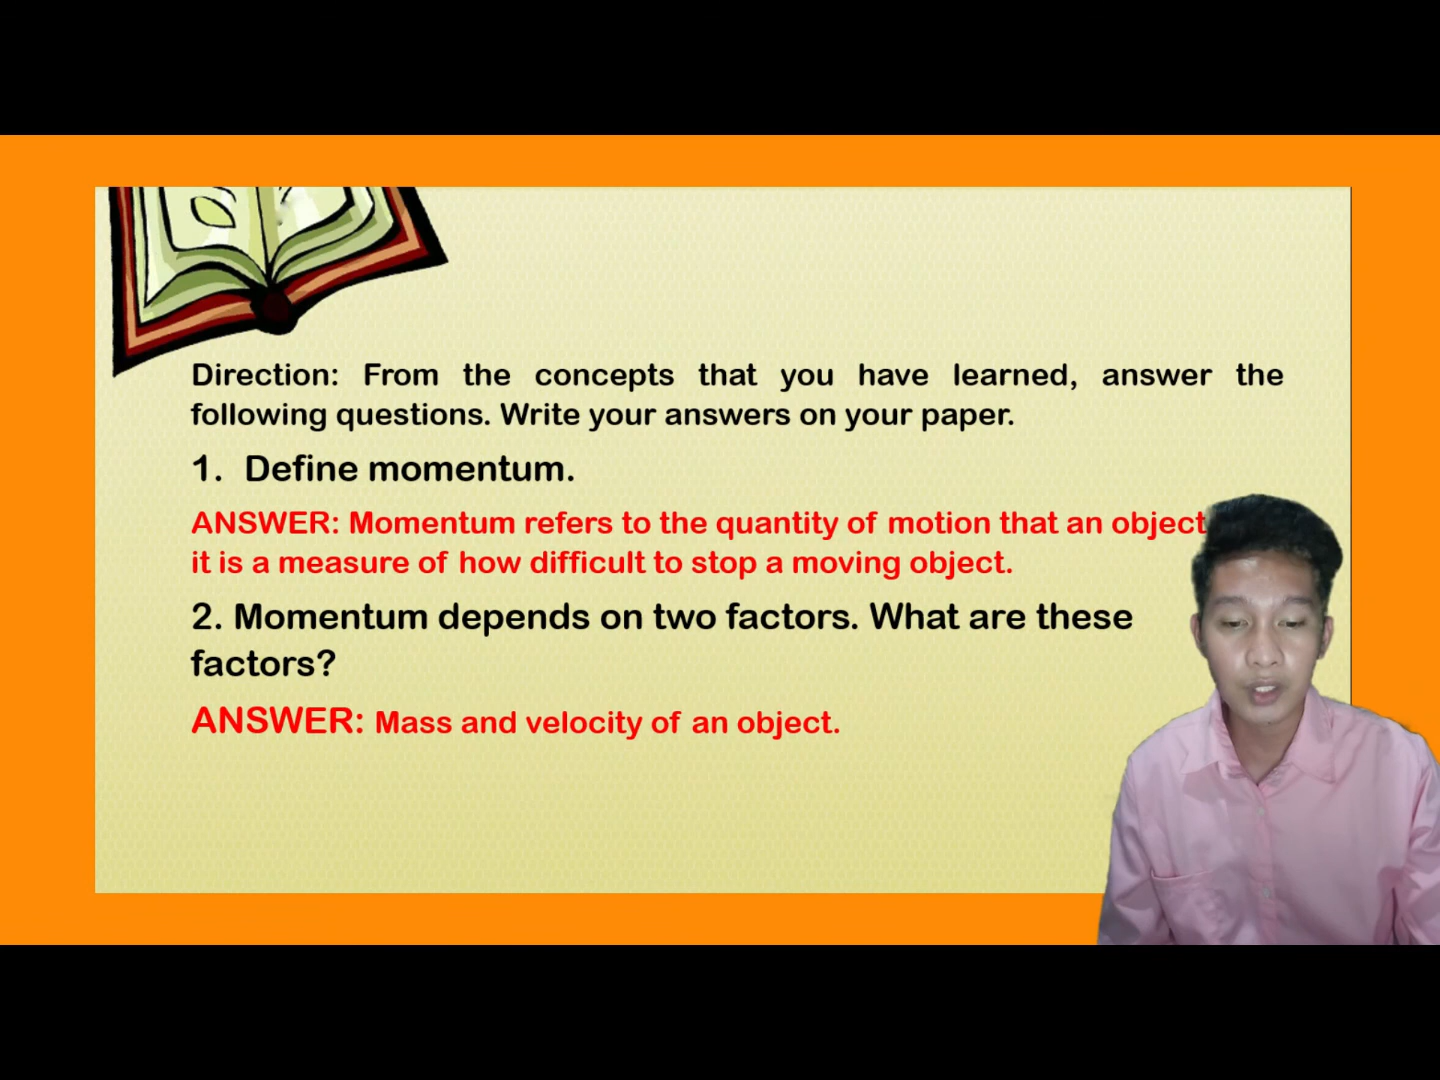 Direction: From the concepts that you have learned, answer the
following questions. Write your answers on your paper.
1. Define momentum.
ANSWER: Momentum refers to the quantity of motion that an object
it is a measure of how difficult to stop a moving object.
2. Momentum depends on two factors. What are these
factors?
ANSWER: Mass and velocity of an object.